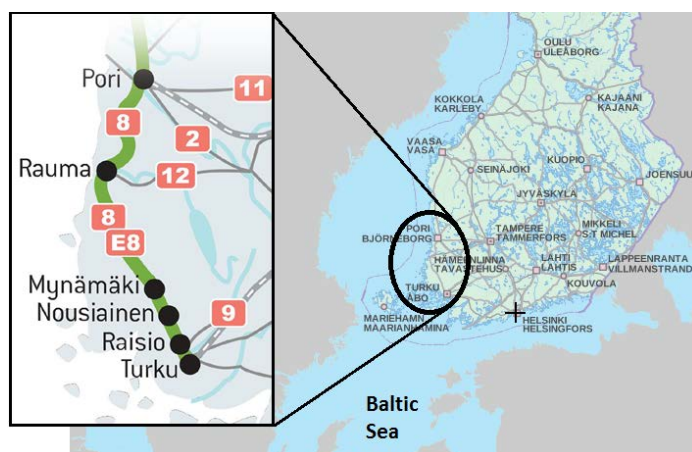 Pori
11
8
2
Rauma
12
8
E8
Mynämäki
Nousiainen
9
Raisio
Turku
OULU
ULEÅBORG
KOKKOLA
KARLEBY
KAJAANI
KAJANA
VAASA
VASA
SEINÄJOKI
KUOPIO
JOENSUU
JYVÄSKYLÄ
PORI
BJÖRNEBORG
TAMPERE
TAMMERFORS
MIKKELI
S:T MICHEL
HÄMEENLINNA
TAVASTEHUS
LAHTI
LAHTIS
LAPPEENRANTA
VILLMANSTRAND
KOUVOLA
TURKU
ÅBO
MARIEHAMN
MAARIANHAMINA
HELSINKI
HELSINGFORS
Baltic
Sea